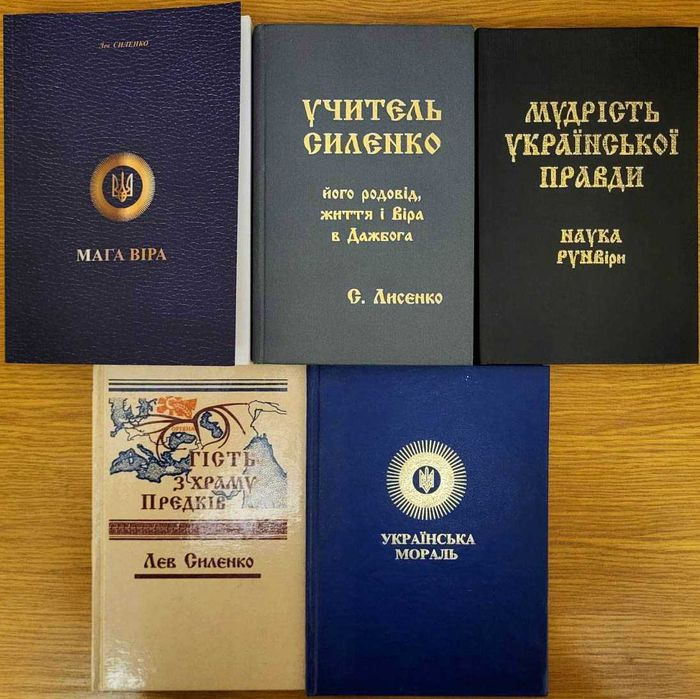 Лев СИЛЕНКО
МАГА ВІРА
УЧИТЕЛЬ
СИЛЕНКО
його родовід,
життя і Віра
в Дажбога
С. Лисенко
МУДРІСТЬ
УКРАЇНСЬКОЇ
ПРАВДИ
НАУКА
РУНВіри
ОРІЯНА
ГІСТЬ
З ХРАМУ
ПРЕДКІВ
Лев Силенко
УКРАЇНСЬКА
МОРАЛЬ